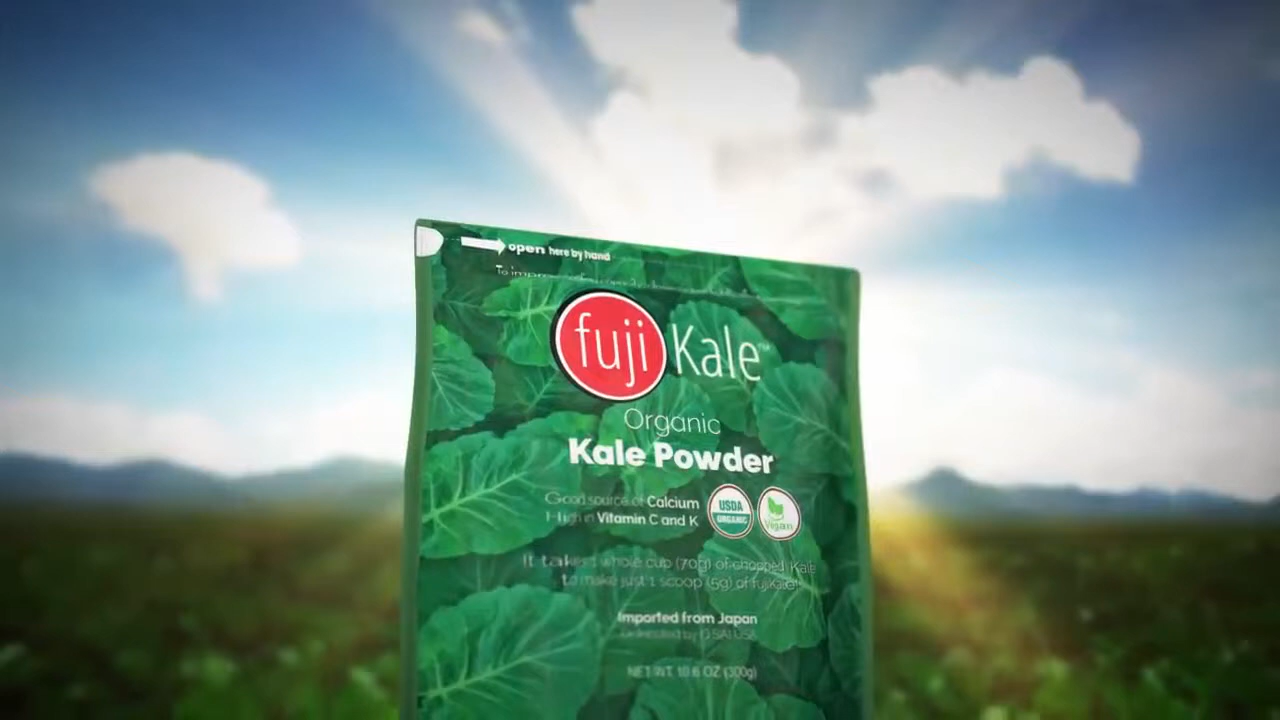 open here by hand
fuji Kale™
Organic
Kale Powder
Good source of Calcium
High in Vitamin C and K
USDA
ORGANIC
Vegan
It takes 1 whole cup (70g) of chopped Kale
to make just 1 scoop (5g) of fujiKale!
Imported from Japan
NET WT. 10.6 OZ (300g)